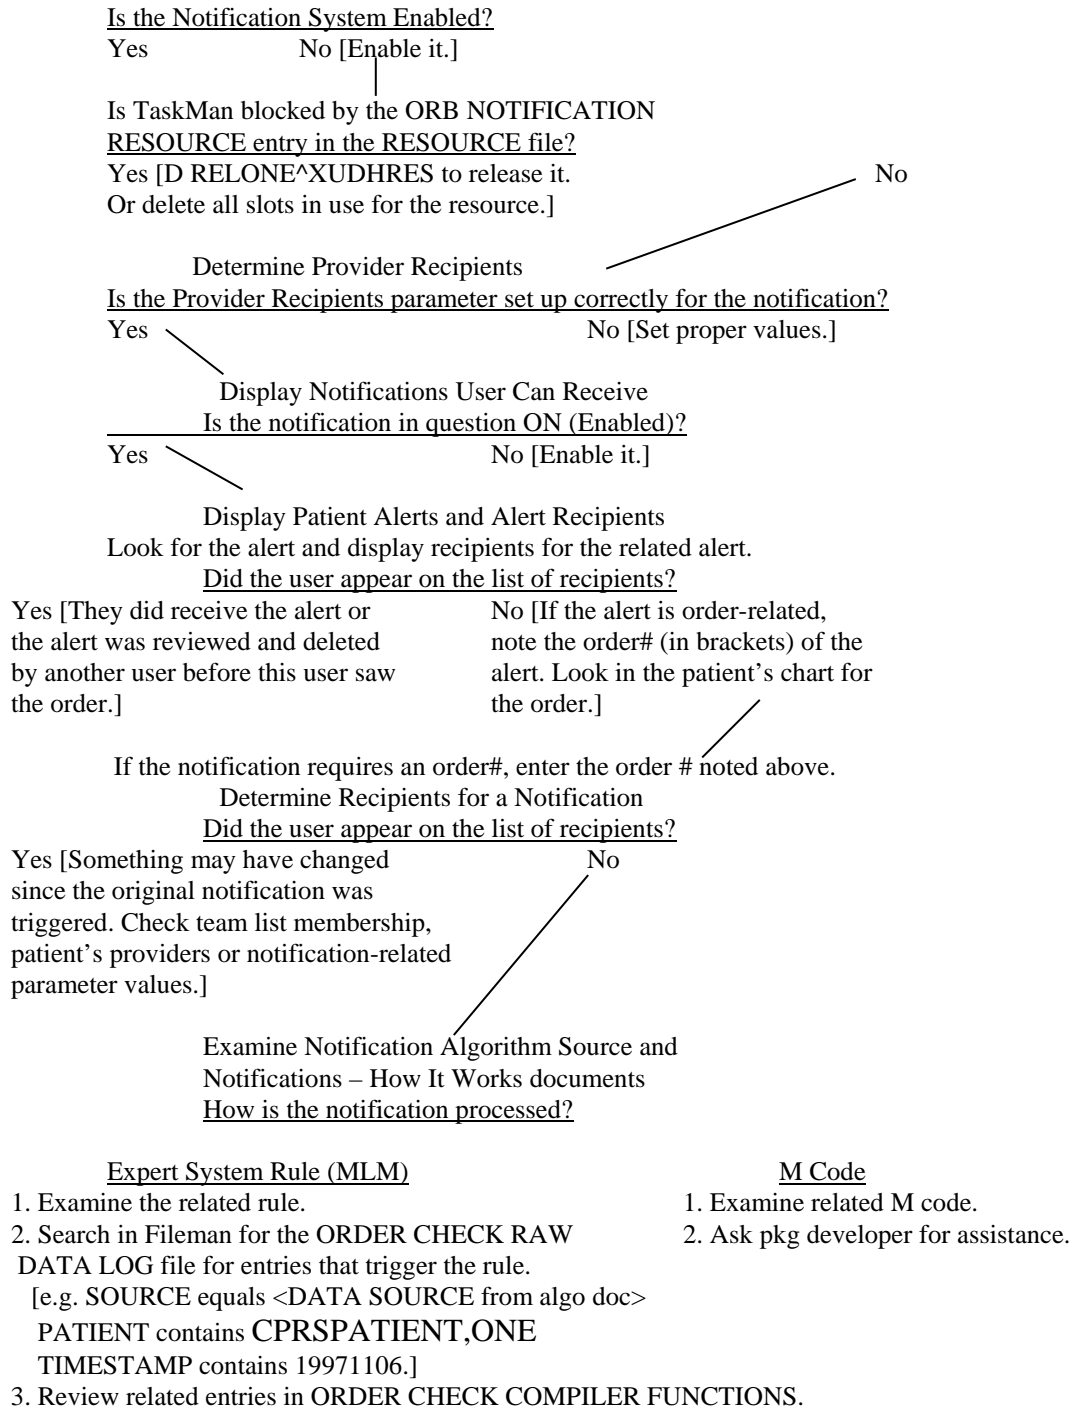 Is the Notification System Enabled?
Yes No [Enable it.]
Is TaskMan blocked by the ORB NOTIFICATION
RESOURCE entry in the RESOURCE file?
Yes [D RELONE^XUDHRES to release it. No
Or delete all slots in use for the resource.]
Determine Provider Recipients
Is the Provider Recipients parameter set up correctly for the notification?
Yes No [Set proper values.]
Display Notifications User Can Receive
Is the notification in question ON (Enabled)?
Yes No [Enable it.]
Display Patient Alerts and Alert Recipients
Look for the alert and display recipients for the related alert.
Did the user appear on the list of recipients?
Yes [They did receive the alert or
the alert was reviewed and deleted
by another user before this user saw
the order.]
No [If the alert is order-related,
note the order# (in brackets) of the
alert. Look in the patient’s chart for
the order.]
If the notification requires an order#, enter the order # noted above.
Determine Recipients for a Notification
Did the user appear on the list of recipients?
Yes [Something may have changed
since the original notification was
triggered. Check team list membership,
patient’s providers or notification-related
parameter values.]
No
Examine Notification Algorithm Source and
Notifications – How It Works documents
How is the notification processed?
Expert System Rule (MLM)
1. Examine the related rule.
2. Search in Fileman for the ORDER CHECK RAW
DATA LOG file for entries that trigger the rule.
[e.g. SOURCE equals <DATA SOURCE from algo doc>
PATIENT contains CPRSPATIENT,ONE
TIMESTAMP contains 19971106.]
3. Review related entries in ORDER CHECK COMPILER FUNCTIONS.
M Code
1. Examine related M code.
2. Ask pkg developer for assistance.